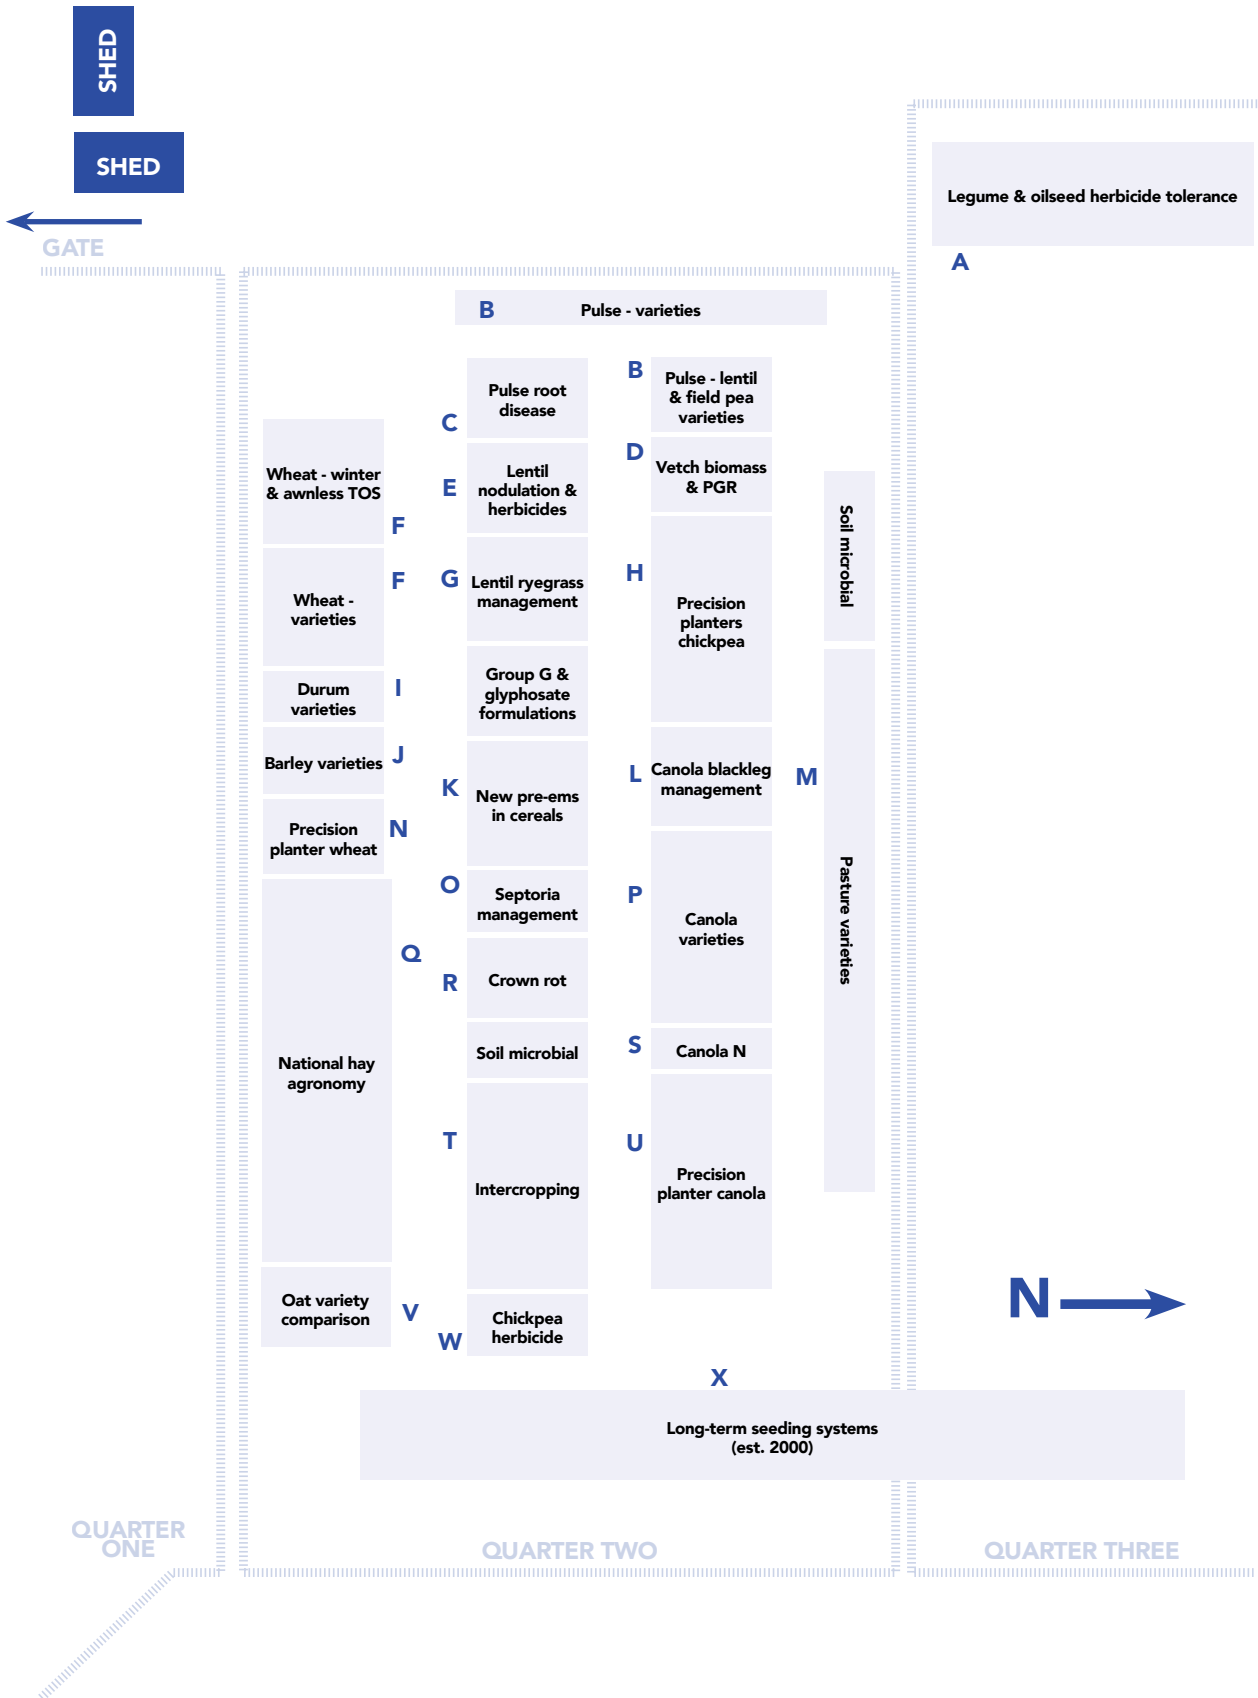 SHED
SHED
GATE
Legume & oilseed herbicide tolerance
A
B
Pulse - varieties
C
Pulse root
disease
B
Pulse - lentil
& field pea
varieties
Wheat - winter
& awnless TOS
F
E
Lentil
nodulation &
herbicides
D
Vetch biomass
& PGR
Soil microbial
F
Wheat -
varieties
G
Lentil ryegrass
management
H
Precision
planters
chickpea
Durum
varieties
I
Group G &
glyphosate
formulations
Barley varieties
J
K
New pre-ems
in cereals
L
Canola blackleg
management
M
Pasture varieties
Precision
planter wheat
N
O
Septoria
management
P
Canola
varieties
Q
National hay
agronomy
R
Crown rot
Soil microbial
S
Canola N
T
Intercropping
U
Precision
planter canola
Oat variety
comparison
V
W
Chickpea
herbicide
N
X
Long-term seeding systems
(est. 2000)
QUARTER
ONE
QUARTER TWO
QUARTER THREE